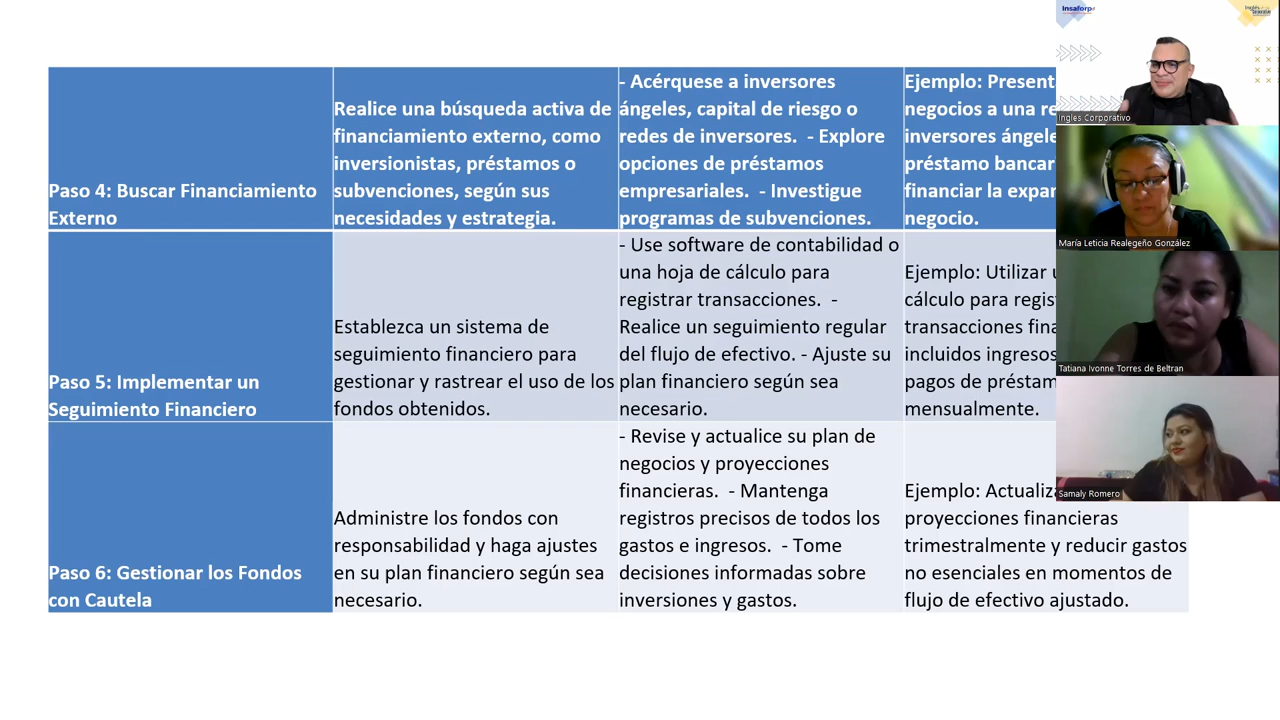 Paso 4: Buscar Financiamiento
Externo
Realice una búsqueda activa de
financiamiento externo, como
inversionistas, préstamos o
subvenciones, según sus
necesidades y estrategia.
- Acérquese a inversores
ángeles, capital de riesgo o
redes de inversores.  - Explore
opciones de préstamos
empresariales.  - Investigue
programas de subvenciones.
Ejemplo: Present
negocios a una re
inversores ángele
préstamo bancar
financiar la expan
negocio.
Paso 5: Implementar un
Seguimiento Financiero
Establezca un sistema de
seguimiento financiero para
gestionar y rastrear el uso de los
fondos obtenidos.
- Use software de contabilidad o
una hoja de cálculo para
registrar transacciones.  -
Realice un seguimiento regular
del flujo de efectivo. - Ajuste su
plan financiero según sea
necesario.
Ejemplo: Utilizar u
cálculo para regis
transacciones fina
incluidos ingresos
pagos de préstam
mensualmente.
Paso 6: Gestionar los Fondos
con Cautela
Administre los fondos con
responsabilidad y haga ajustes
en su plan financiero según sea
necesario.
- Revise y actualice su plan de
negocios y proyecciones
financieras.  - Mantenga
registros precisos de todos los
gastos e ingresos.  - Tome
decisiones informadas sobre
inversiones y gastos.
Ejemplo: Actualiza
proyecciones financieras
trimestralmente y reducir gastos
no esenciales en momentos de
flujo de efectivo ajustado.
Insaforp
Ingles Corporativo
María Leticia Realegeño González
Tatiana Ivonne Torres de Beltran
Samaly Romero